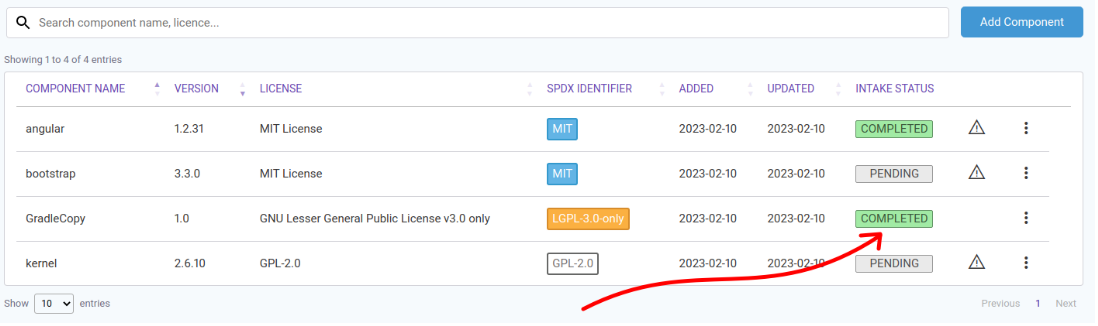 Search component name, licence...
Add Component
Showing 1 to 4 of 4 entries
COMPONENT NAME VERSION LICENSE SPDX IDENTIFIER ADDED UPDATED INTAKE STATUS
angular 1.2.31 MIT License MIT 2023-02-10 2023-02-10 COMPLETED
bootstrap 3.3.0 MIT License MIT 2023-02-10 2023-02-10 PENDING
GradleCopy 1.0 GNU Lesser General Public License v3.0 only LGPL-3.0-only 2023-02-10 2023-02-10 COMPLETED
kernel 2.6.10 GPL-2.0 GPL-2.0 2023-02-10 2023-02-10 PENDING
Show 10 entries Previous 1 Next